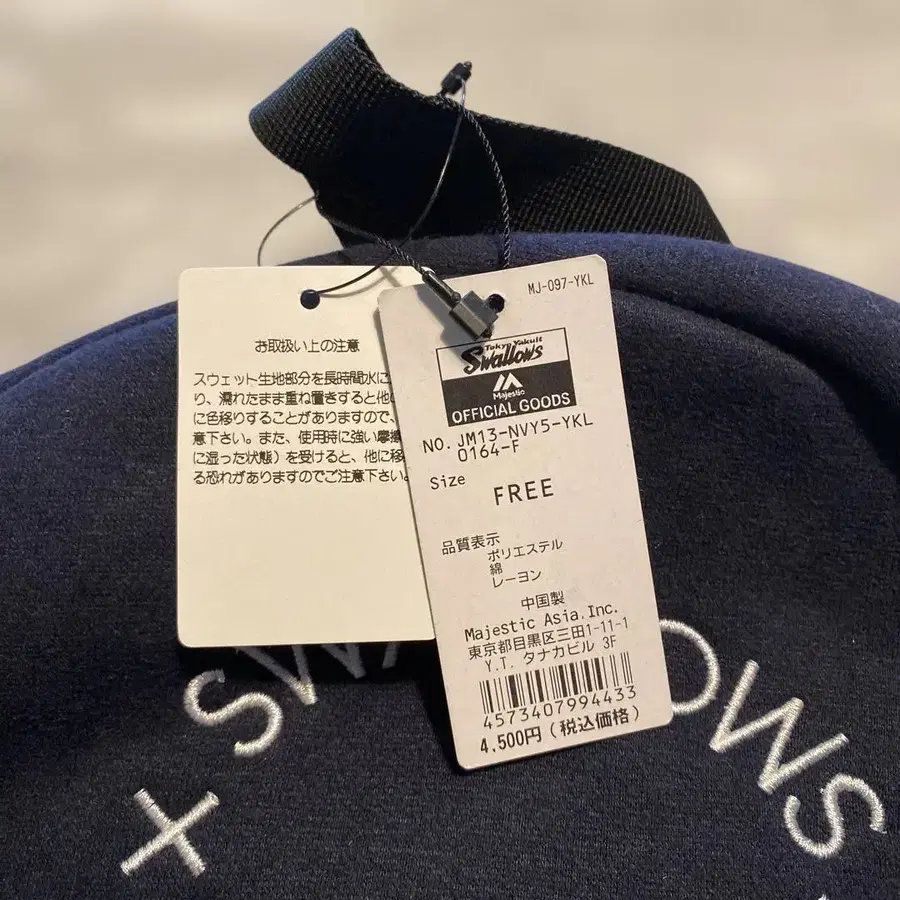 お取扱い上の注意
スウェット生地部分を長時間水に
り、濡れたまま重ね置きすると他
に色移りすることがありますので、
意下さい。また、使用時に強い摩擦
に湿った状態）を受けると、他に移
る恐れがありますのでご注意下さい
MJ-097-YKL
Tokyo Yakult
Swallows
Majestic
OFFICIAL GOODS
NO. JM13-NVY5-YKL
0164-F
Size
FREE
品質表示
ポリエステル
綿
レーヨン
中国製
Majestic Asia.Inc.
東京都目黒区三田1-11-1
Y.T. タナカビル 3F
4573407994433
4,500円（税込価格）
SW OWS